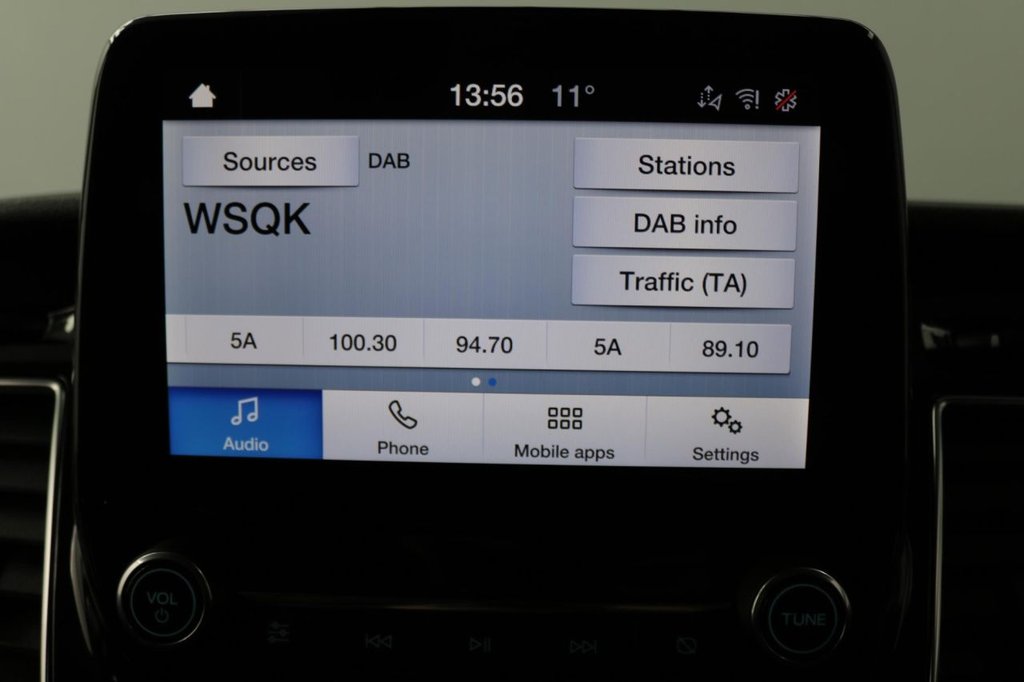 13:56 11°
Sources DAB Stations
WSQK DAB info
Traffic (TA)
5A 100.30 94.70 5A 89.10
Audio Phone Mobile apps Settings
VOL TUNE